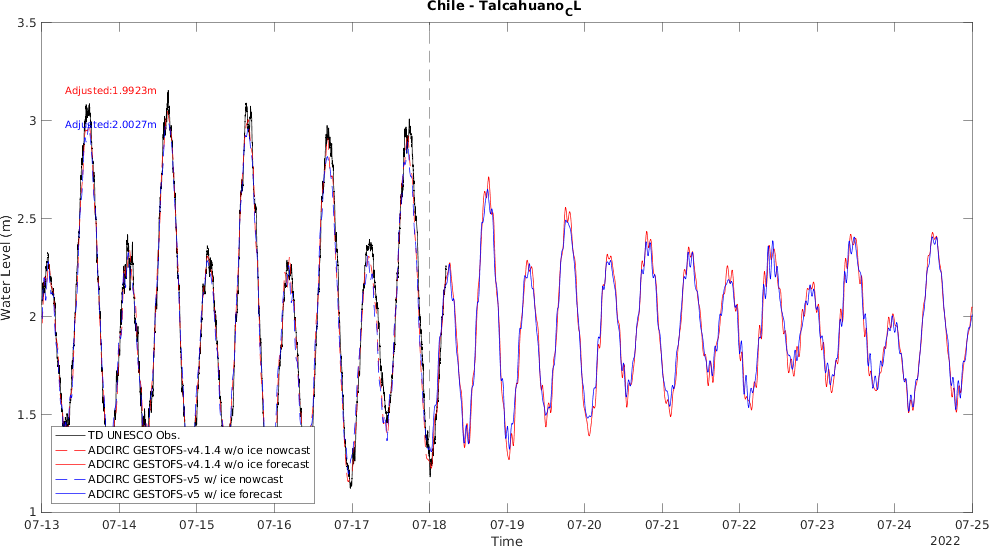 Chile - Talcahuano_CL
3.5
Adjusted:1.9923m
3
Adjusted:2.0027m
2.5
Water Level (m)
2
1.5
TD UNESCO Obs.
ADCIRC GESTOFS-v4.1.4 w/o ice nowcast
ADCIRC GESTOFS-v4.1.4 w/o ice forecast
ADCIRC GESTOFS-v5 w/ ice nowcast
ADCIRC GESTOFS-v5 w/ ice forecast
1
07-13 07-14 07-15 07-16 07-17 07-18 07-19 07-20 07-21 07-22 07-23 07-24 07-25
Time
2022